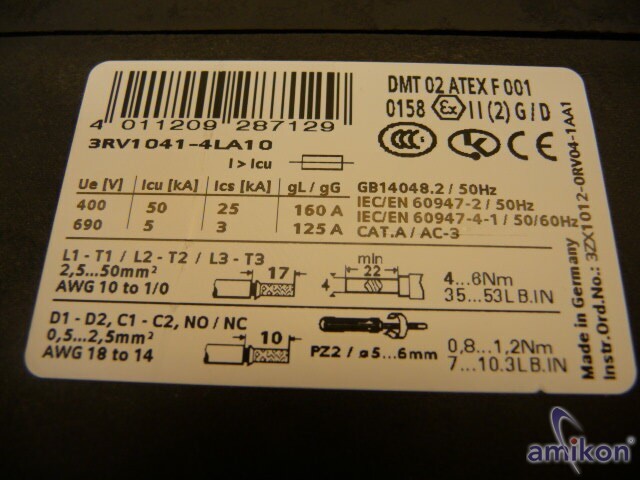 DMT 02 ATEX F 001
0158 Ex II (2) G / D
4 011209 287129
3RV1041-4LA10
I > Icu
CCC C CE
Ue [V] Icu [kA] Ics [kA] gL / gG
400 50 25 160 A
690 5 3 125 A
GB14048.2 / 50Hz
IEC/EN 60947-2 / 50Hz
IEC/EN 60947-4-1 / 50/60Hz
CAT.A / AC-3
L1 - T1 / L2 - T2 / L3 - T3
2,5...50mm²
AWG 10 to 1/0
17
min
22
4
4...6Nm
35...53LB.IN
D1 - D2, C1 - C2, NO / NC
0,5...2,5mm²
AWG 18 to 14
10
PZ2 / ø5...6mm
0,8...1,2Nm
7...10.3LB.IN
Made in Germany
Instr.Ord.No.: 3ZX1012-0RV04-1AA1
amikon